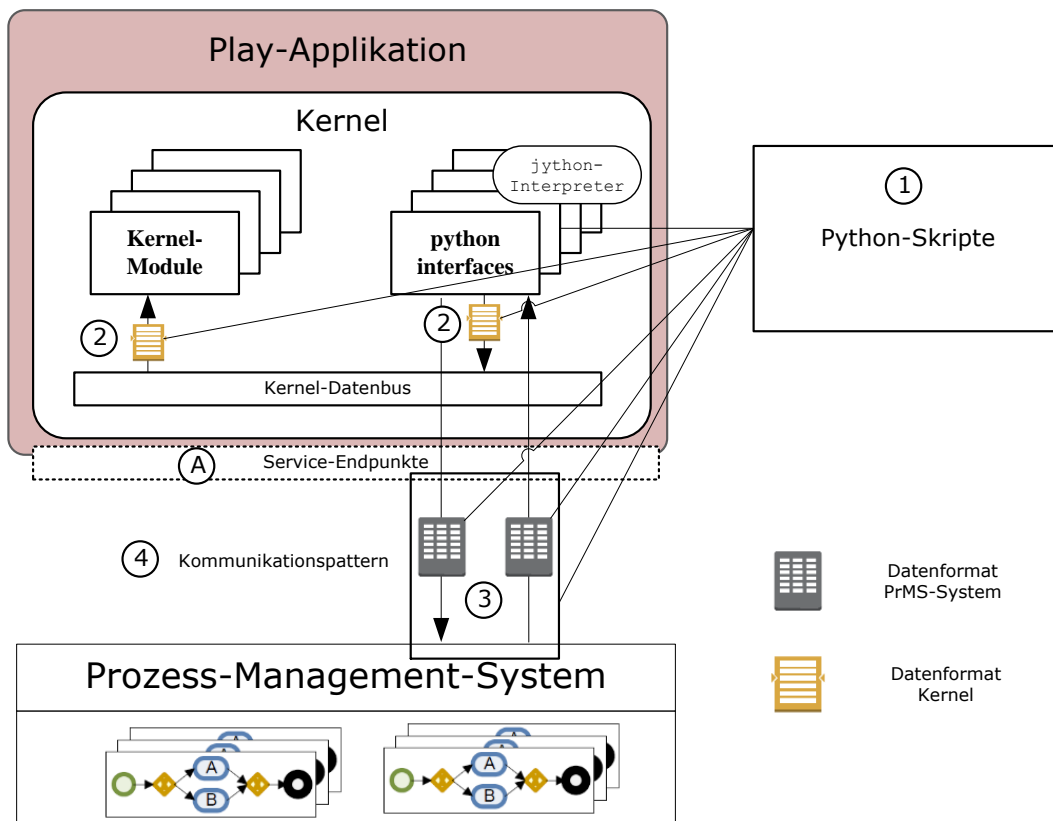 Play-Applikation
Kernel
jython-
Interpreter
Kernel-
Module
python
interfaces
1
Python-Skripte
2
2
Kernel-Datenbus
A
Service-Endpunkte
4
Kommunikationspattern
3
Datenformat
PrMS-System
Datenformat
Kernel
Prozess-Management-System
A
B
A
B